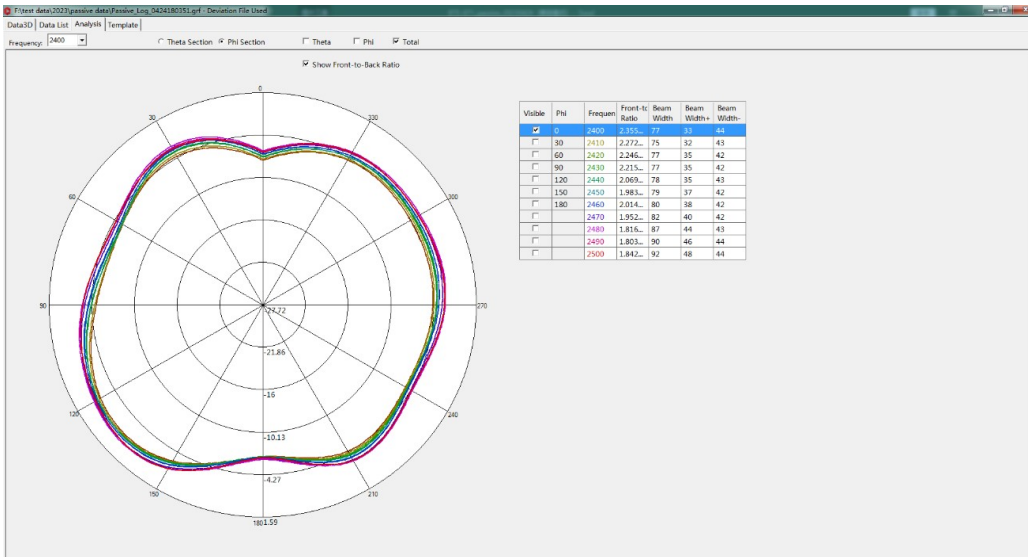 F:\test data\2023\passive data\Passive_Log_0424180351.grf - Deviation File Used
Data3D Data List Analysis Template
Frequency: 2400 Theta Section Phi Section Theta Phi Total
Show Front-to-Back Ratio
0
30
330
60
300
90
270
120
240
150
210
180
-27.72
-21.86
-16
-10.13
-4.27
1.59
Visible Phi Frequen Front-tc Ratio Beam Width Beam Width+ Beam Width-
0 2400 2.355... 77 33 44
30 2410 2.272... 75 32 43
60 2420 2.246... 77 35 42
90 2430 2.215... 77 35 42
120 2440 2.069... 78 35 43
150 2450 1.983... 79 37 42
180 2460 2.014... 80 38 42
2470 1.952... 82 40 42
2480 1.816... 87 44 43
2490 1.803... 90 46 44
2500 1.842... 92 48 44